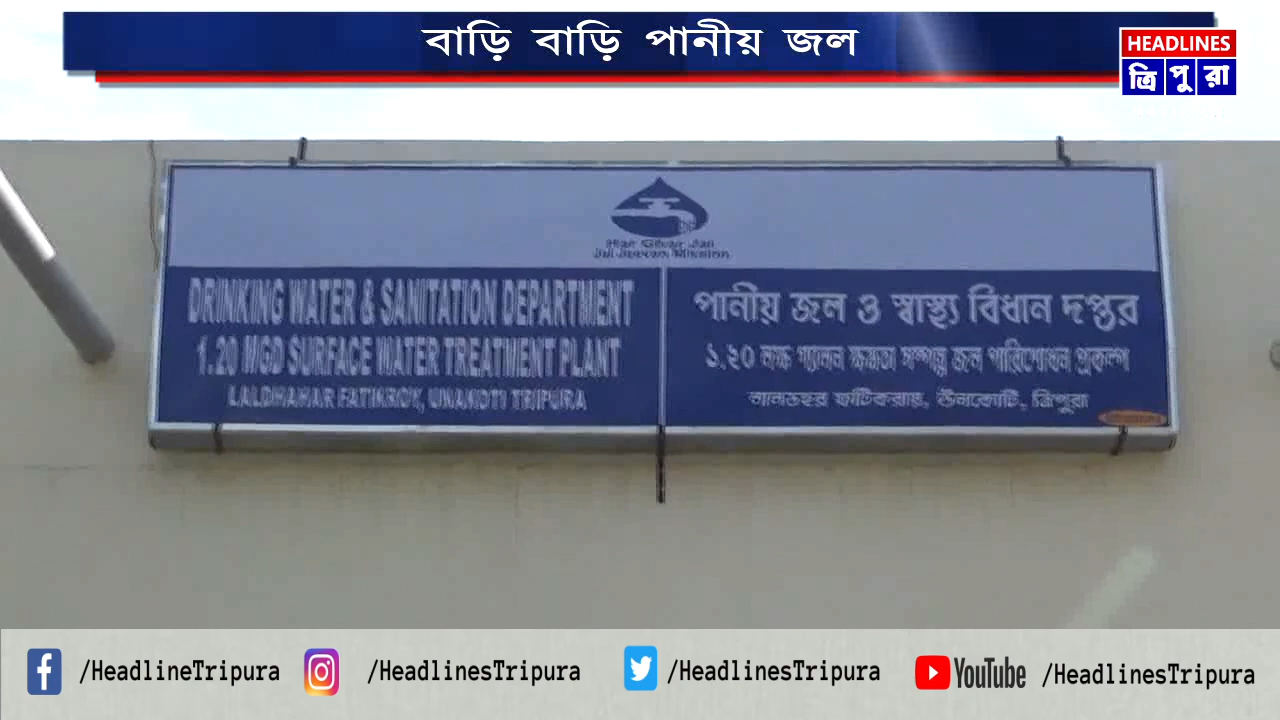 বাড়ি বাড়ি পানীয় জল
HEADLINES
ত্রিপুরা
Har Ghar Jal
Jal Jeevan Mission
DRINKING WATER & SANITATION DEPARTMENT
1.20 MGD SURFACE WATER TREATMENT PLANT
FATIKROY, UNAKOTI TRIPURA
পানীয় জল ও স্বাস্থ্য বিধান দপ্তর
১.২০ লক্ষ গ্যালন ক্ষমতা সম্পন্ন জল পরিশোধন প্রকল্প
ফটিকরায়, ঊনকোটি, ত্রিপুরা
/HeadlineTripura
/HeadlinesTripura
/HeadlinesTripura
YouTube /HeadlinesTripura